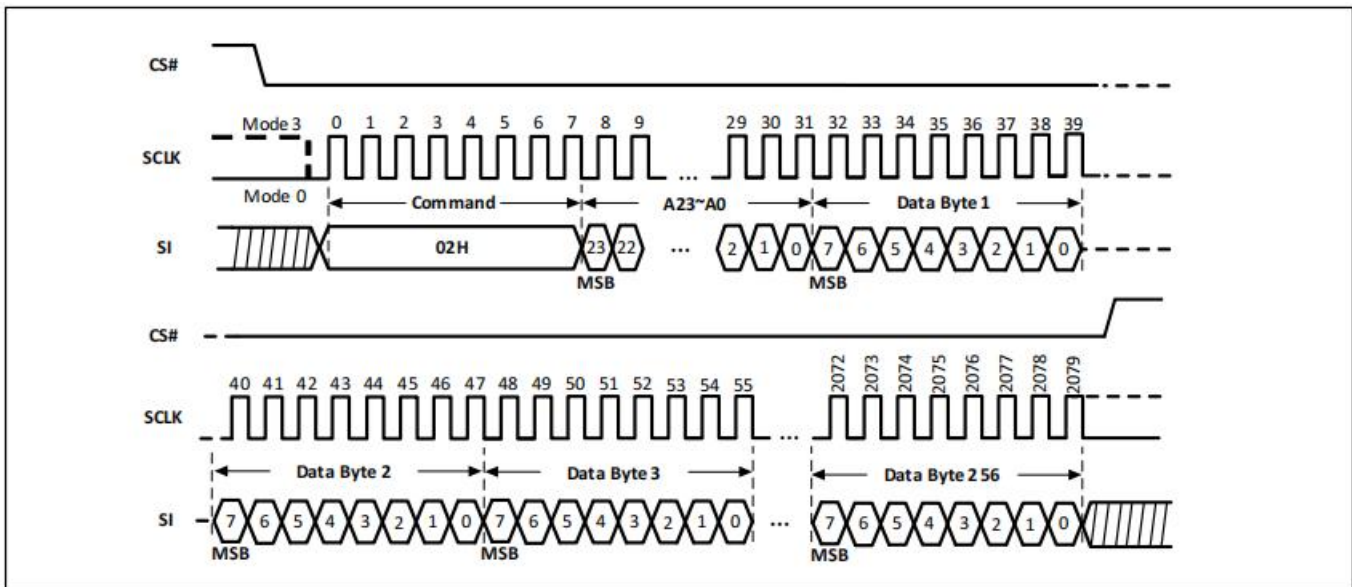 CS#
Mode 3 0 1 2 3 4 5 6 7 8 9 29 30 31 32 33 34 35 36 37 38 39
SCLK ...
Mode 0 Command A23~A0 Data Byte 1
SI 02H 23 22 ... 2 1 0 7 6 5 4 3 2 1 0
MSB MSB
CS#
40 41 42 43 44 45 46 47 48 49 50 51 52 53 54 55 2072 2073 2074 2075 2076 2077 2078 2079
SCLK ...
Data Byte 2 Data Byte 3 Data Byte 2 56
SI 7 6 5 4 3 2 1 0 7 6 5 4 3 2 1 0 ... 7 6 5 4 3 2 1 0
MSB MSB MSB